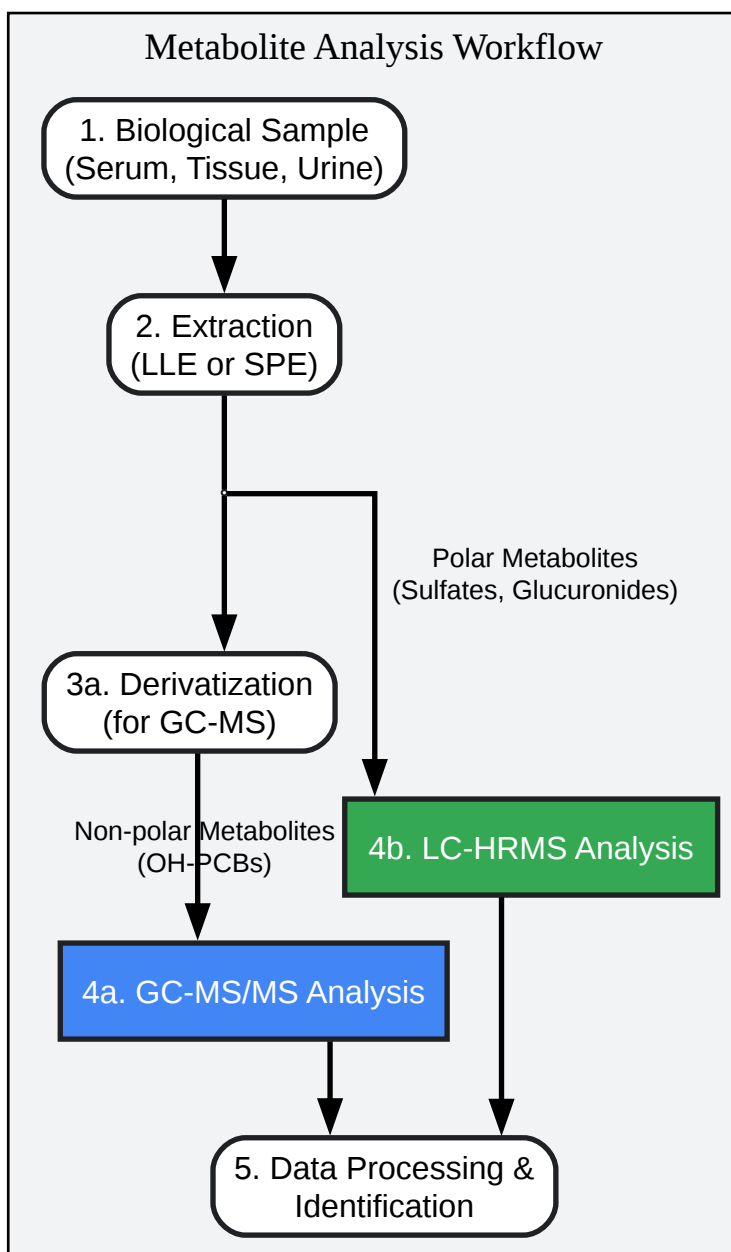 Metabolite Analysis Workflow
1. Biological Sample
(Serum, Tissue, Urine)
2. Extraction
(LLE or SPE)
Polar Metabolites
(Sulfates, Glucuronides)
3a. Derivatization
(for GC-MS)
Non-polar Metabolites
(OH-PCBs)
4b. LC-HRMS Analysis
4a. GC-MS/MS Analysis
5. Data Processing &
Identification